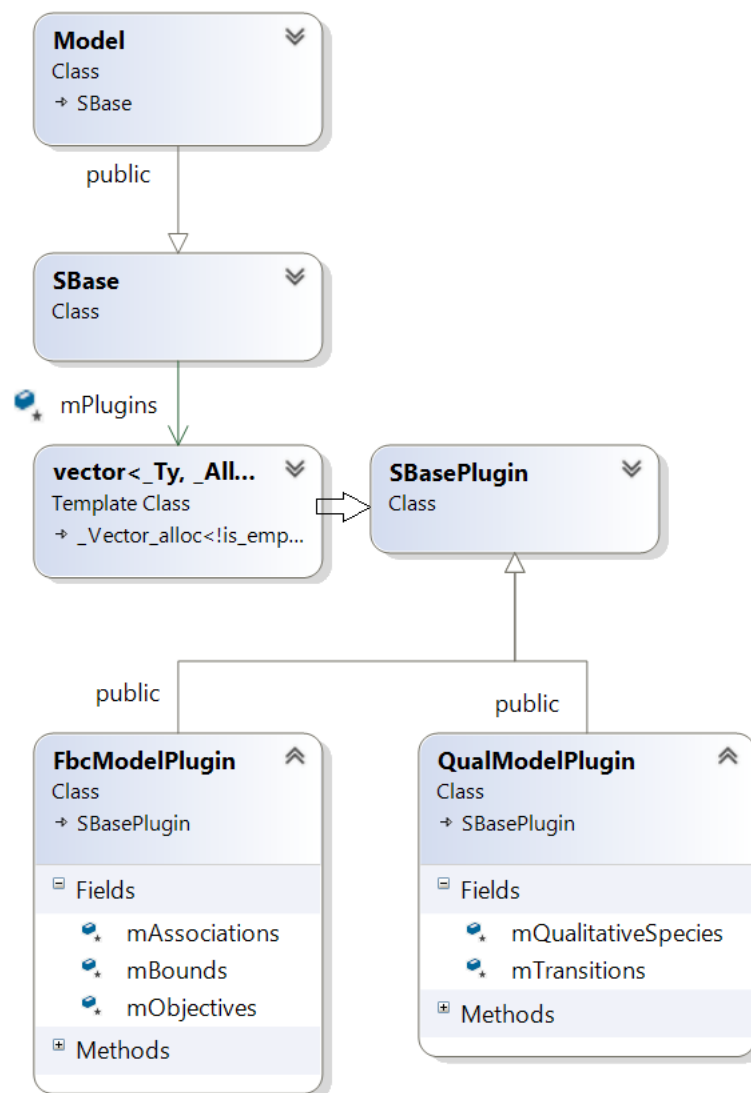 Model
Class
SBase
public
SBase
Class
mPlugins
vector<_Ty, _All...
Template Class
_Vector_alloc<!is_emp...
SBasePlugin
Class
public
public
FbcModelPlugin
Class
SBasePlugin
Fields
mAssociations
mBounds
mObjectives
Methods
QualModelPlugin
Class
SBasePlugin
Fields
mQualitativeSpecies
mTransitions
Methods